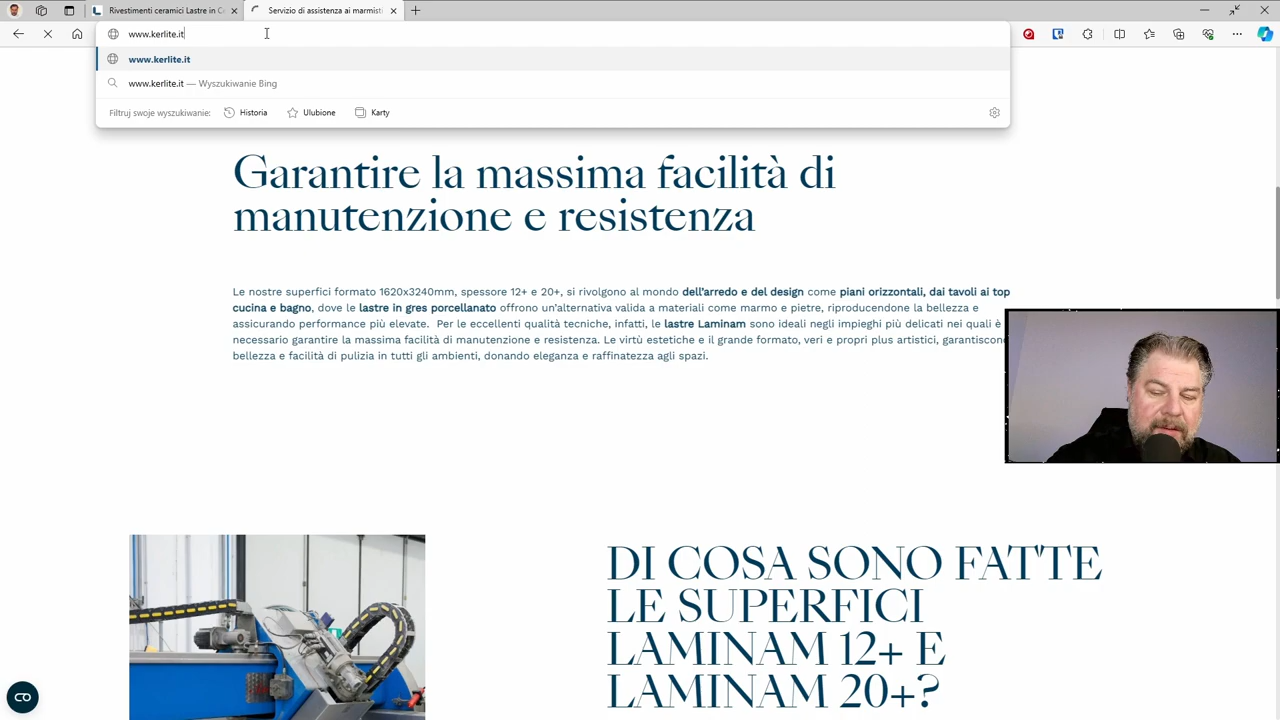 Rivestimenti ceramici Lastre in Ce
Servizio di assistenza ai marmisti
www.kerlite.it
www.kerlite.it
www.kerlite.it — Wyszukiwanie Bing
Filtruj swoje wyszukiwanie:
Historia
Ulubione
Karty
Garantire la massima facilità di
manutenzione e resistenza
Le nostre superfici formato 1620x3240mm, spessore 12+ e 20+, si rivolgono al mondo dell'arredo e del design come piani orizzontali, dai tavoli ai top
cucina e bagno, dove le lastre in gres porcellanato offrono un'alternativa valida a materiali come marmo e pietre, riproducendone la bellezza e
assicurando performance più elevate. Per le eccellenti qualità tecniche, infatti, le lastre Laminam sono ideali negli impieghi più delicati nei quali è
necessario garantire la massima facilità di manutenzione e resistenza. Le virtù estetiche e il grande formato, veri e propri plus artistici, garantiscono
bellezza e facilità di pulizia in tutti gli ambienti, donando eleganza e raffinatezza agli spazi.
DI COSA SONO FATTE
LE SUPERFICI
LAMINAM 12+ E
LAMINAM 20+?